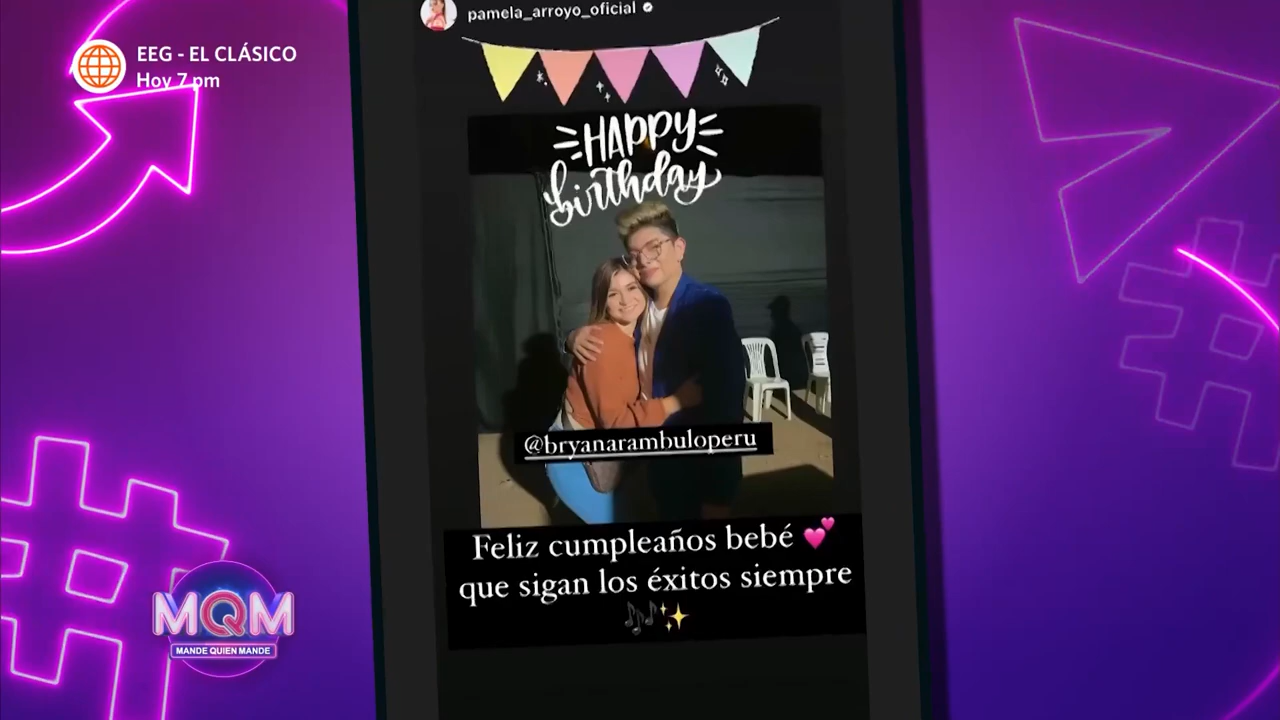 pamela_arroyo_oficial
EEG - EL CLÁSICO
Hoy 7 pm
HAPPY
birthday
@bryanarambuloperu
Feliz cumpleaños bebé 💕
que sigan los éxitos siempre
🎶✨
MQM
MANDE QUIEN MANDE